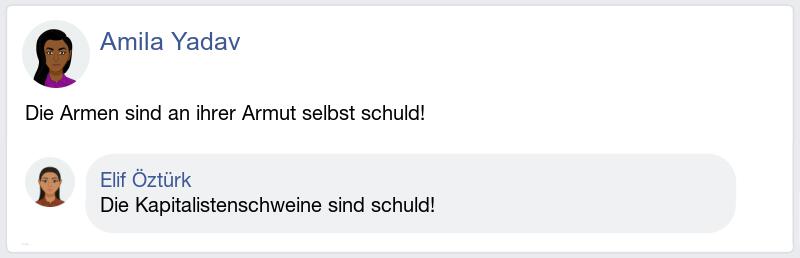 Amila Yadav
Die Armen sind an ihrer Armut selbst schuld!
Elif Öztürk
Die Kapitalistenschweine sind schuld!